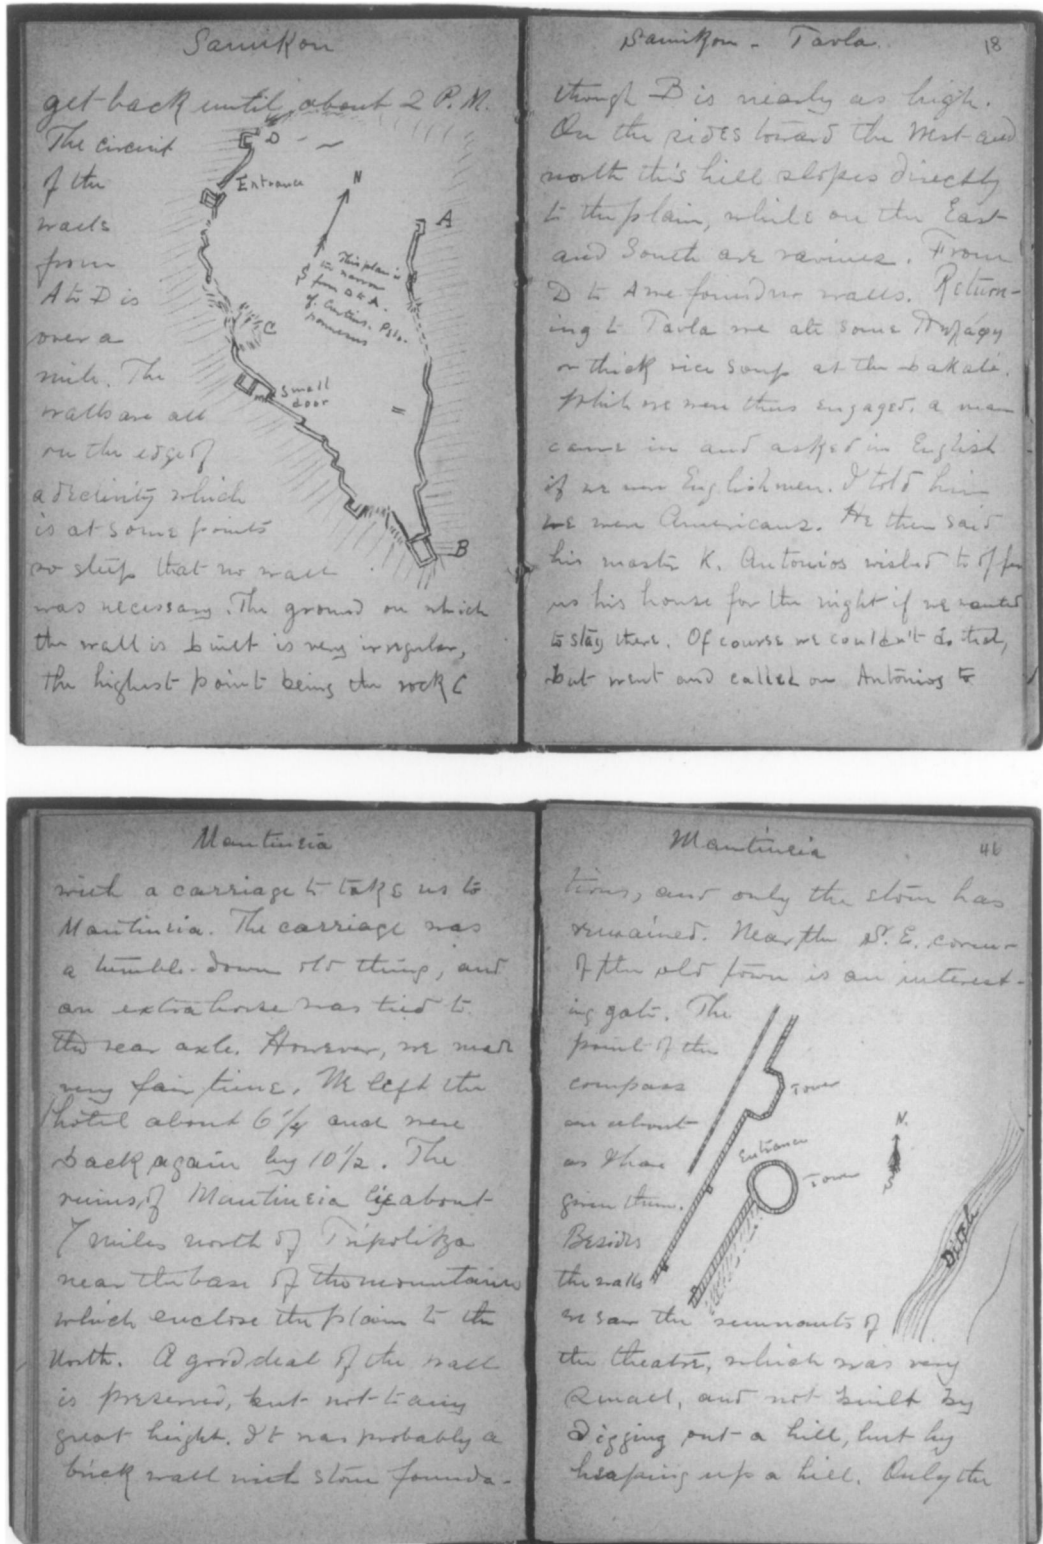 Samikon
get back until about 2 P.M.
The circuit
of the
walls
from
A to D is
over a
mile. The
walls are all
on the edge of
a declivity which
is at some points
so steep that no wall
was necessary. The ground on which
the wall is built is very irregular,
the highest point being the rock C
D
Entrance
N
A
This plan is
too narrow
from D to A.
cf. Curtius. Pelo-
ponnesus
C
Small
door
B
Samikon - Tavla.
18
though B is nearly as high.
On the sides toward the West and
north this hill slopes directly
to the plain, while on the East
and South are ravines. From
D to A we found no walls. Return-
ing to Tavla we ate some
or thick rice soup at the bakali.
While we were thus engaged, a man
came in and asked in English
if we were Englishmen. I told him
we were Americans. He then said
his master K. Antonios wished to offer
us his house for the night if we wanted
to stay there. Of course we couldn't do that,
but went and called on Antonios to
Mantineia
with a carriage to take us to
Mantineia. The carriage was
a tumble-down old thing, and
an extra horse was tied to
the rear axle. However, we made
very fair time. We left the
hotel about 6 1/4 and were
back again by 10 1/2. The
ruins of Mantineia lie about
7 miles north of Tripolitza
near the base of the mountains
which enclose the plain to the
North. A good deal of the wall
is preserved, but not to any
great height. It was probably a
brick wall with stone founda-
Mantineia
46
tions, and only the stone has
remained. Near the S.E. corner
of the old town is an interest-
ing gate. The
point of the
compass
are about
as I have
given them.
Besides
the walls
we saw the remnants of
the theatre, which was very
small, and not built by
digging out a hill, but by
heaping up a hill. Only the
Tower
Entrance
Tower
N.
S
Ditch